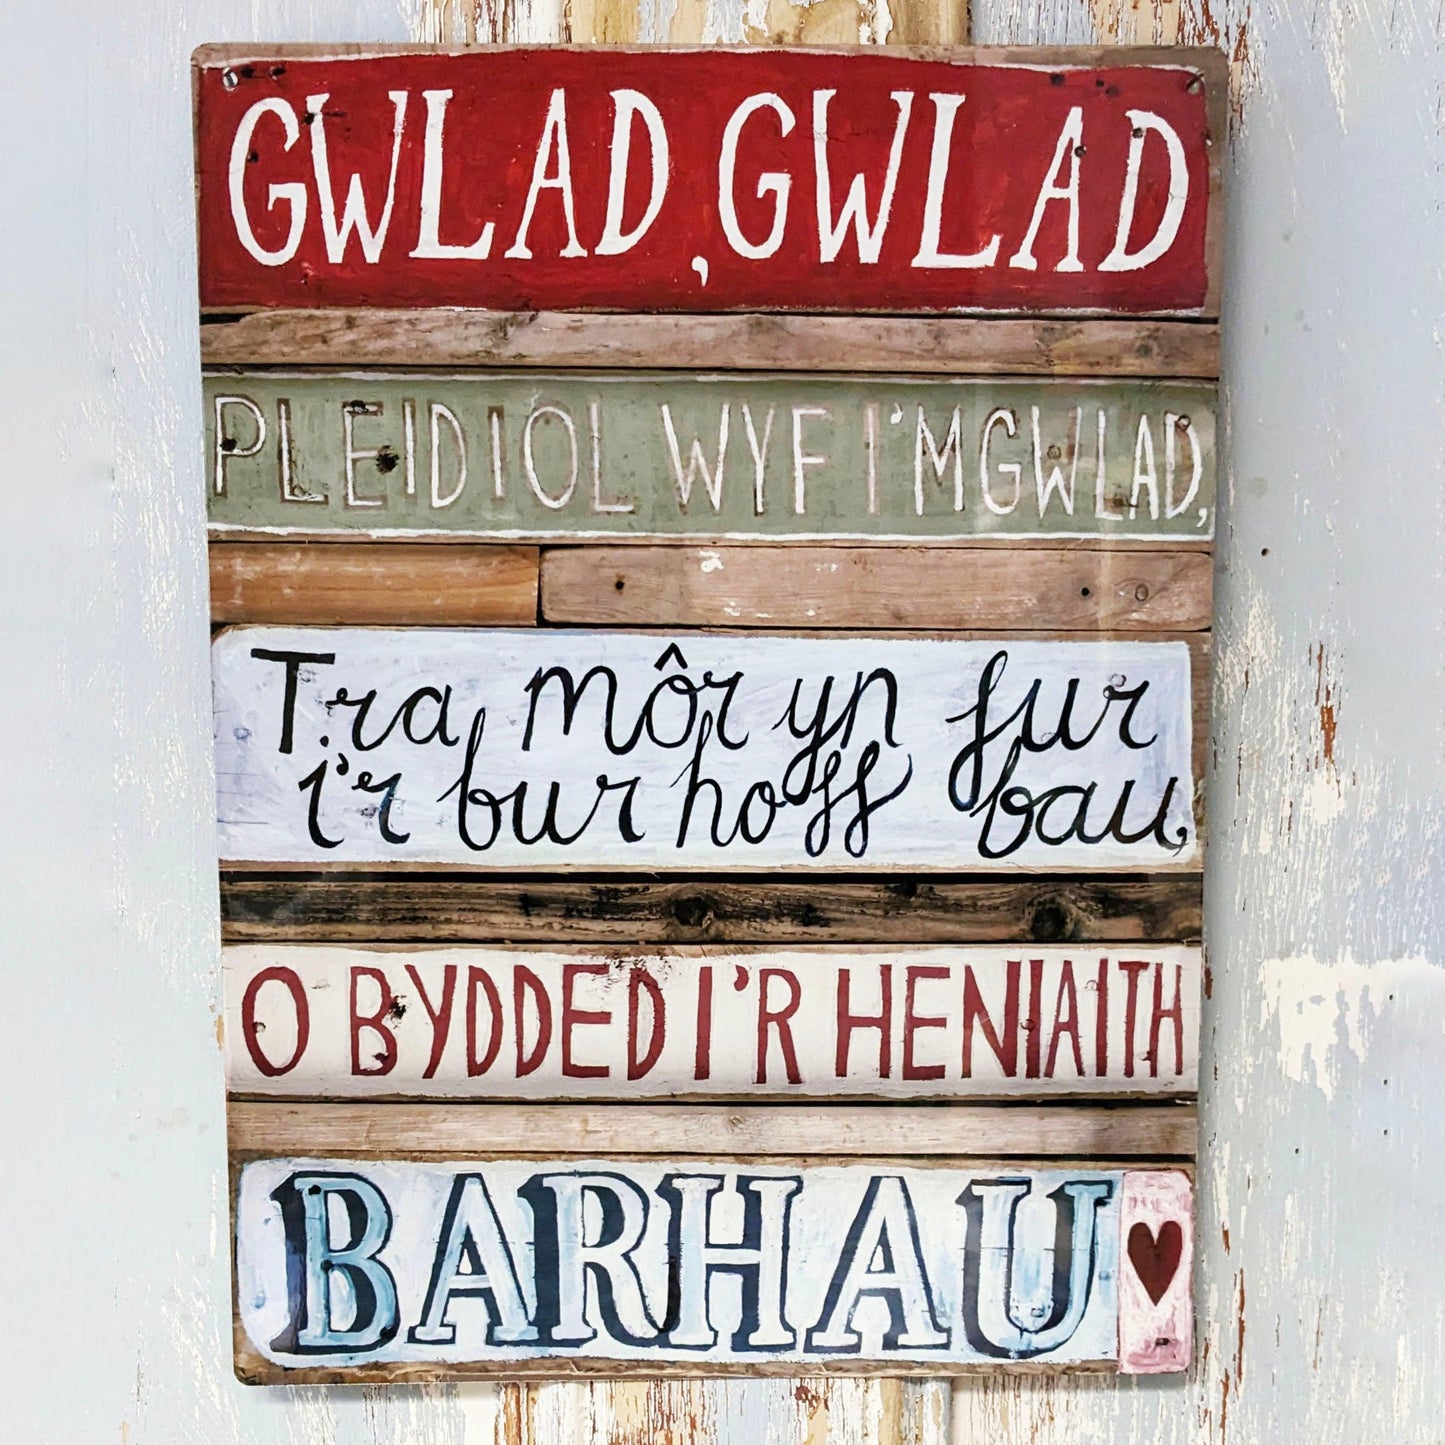 GWLAD, GWLAD
PLEIDIOL WYF I'M GWLAD,
Tra môr yn fur
i'r bur hoff bau,
O BYDDED I'R HENIAITH
BARHAU